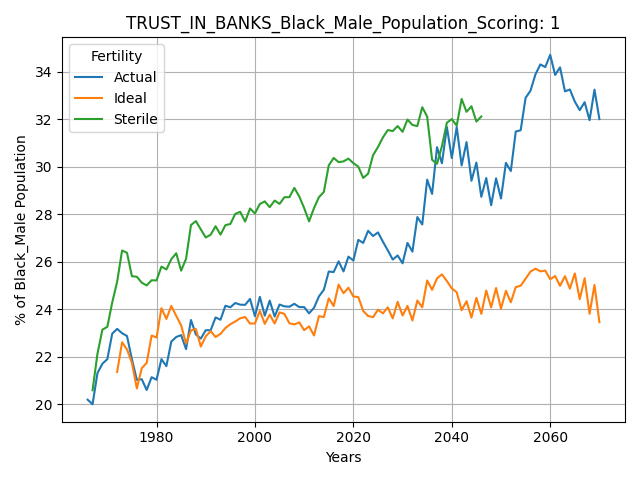 TRUST_IN_BANKS_Black_Male_Population_Scoring: 1
Fertility
Actual
Ideal
Sterile
% of Black_Male Population
34
32
30
28
26
24
22
20
1980 2000 2020 2040 2060
Years